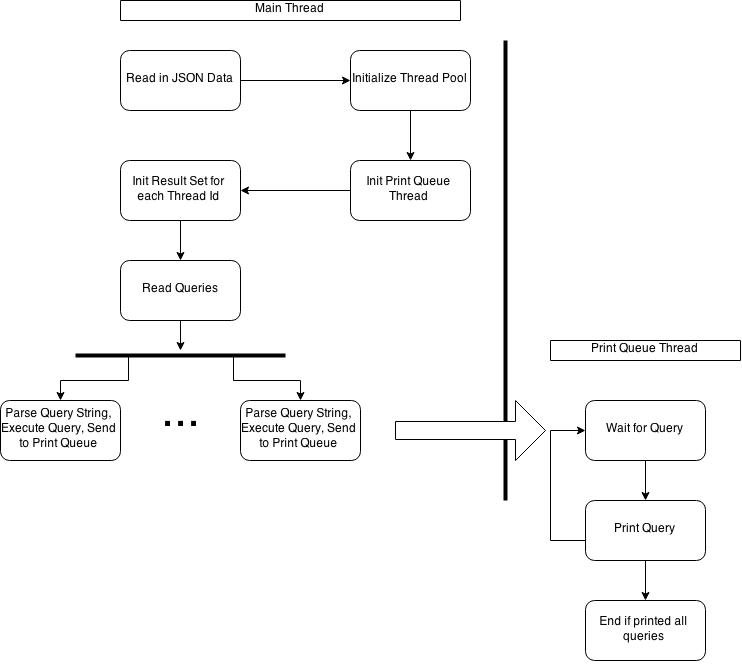 Main Thread
Read in JSON Data
Initialize Thread Pool
Init Result Set for
each Thread Id
Init Print Queue
Thread
Read Queries
Print Queue Thread
Parse Query String,
Execute Query, Send
to Print Queue
...
Parse Query String,
Execute Query, Send
to Print Queue
Wait for Query
Print Query
End if printed all
queries